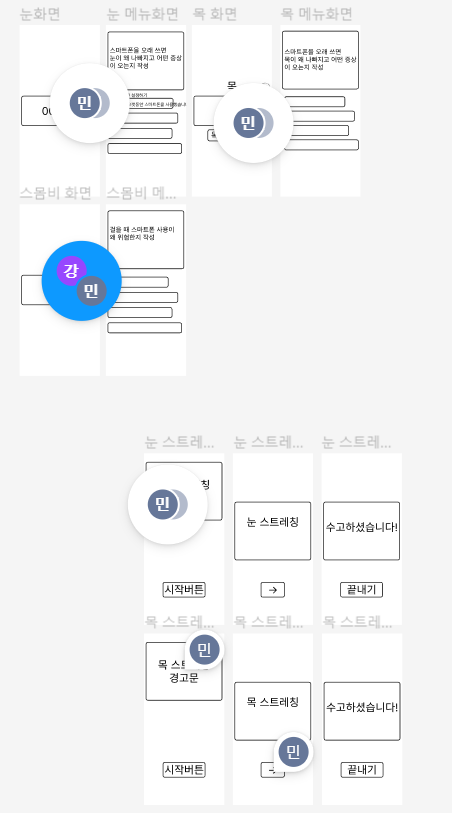 눈화면
눈 메뉴화면
목 화면
목 메뉴화면
스마트폰을 오래 쓰면
눈이 왜 나빠지고 어떤 증상
이 오는지 작성
스마트폰을 오래 쓰면
목이 왜 나빠지고 어떤 증상
이 오는지 작성
설정하기
목
민
민
스몸비 화면
스몸비 메...
걸을 때 스마트폰 사용이
왜 위험한지 작성
강
민
눈 스트레...
눈 스트레...
눈 스트레...
칭
민
눈 스트레칭
수고하셨습니다!
시작버튼
→
끝내기
목 스트레...
목 스트레...
목 스트레...
민
목 스트
경고문
목 스트레칭
수고하셨습니다!
민
시작버튼
끝내기